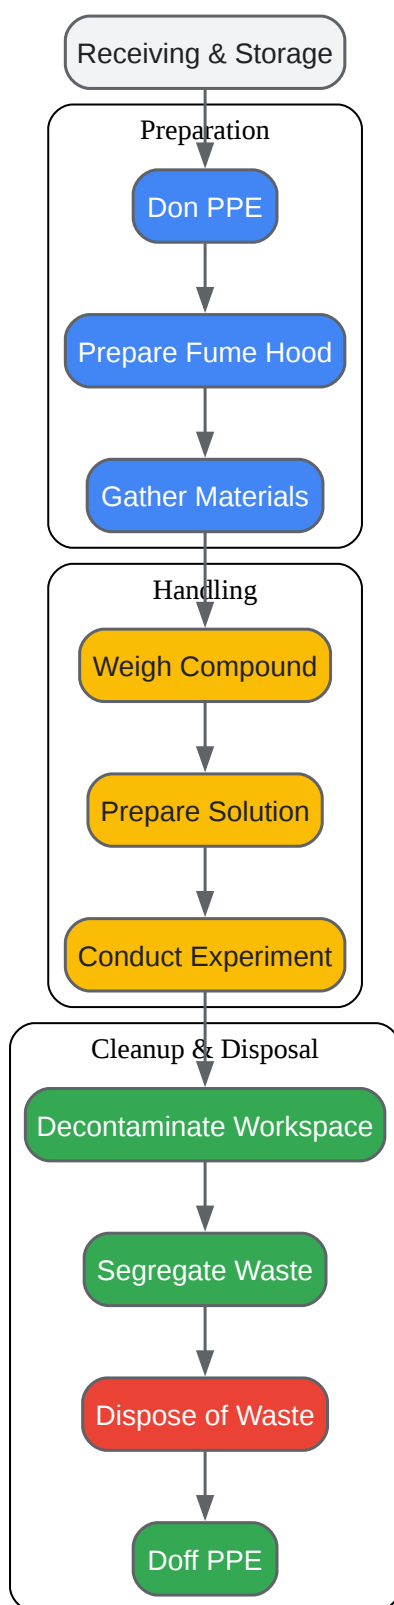 Receiving & Storage
Preparation
Don PPE
Prepare Fume Hood
Gather Materials
Handling
Weigh Compound
Prepare Solution
Conduct Experiment
Cleanup & Disposal
Decontaminate Workspace
Segregate Waste
Dispose of Waste
Doff PPE